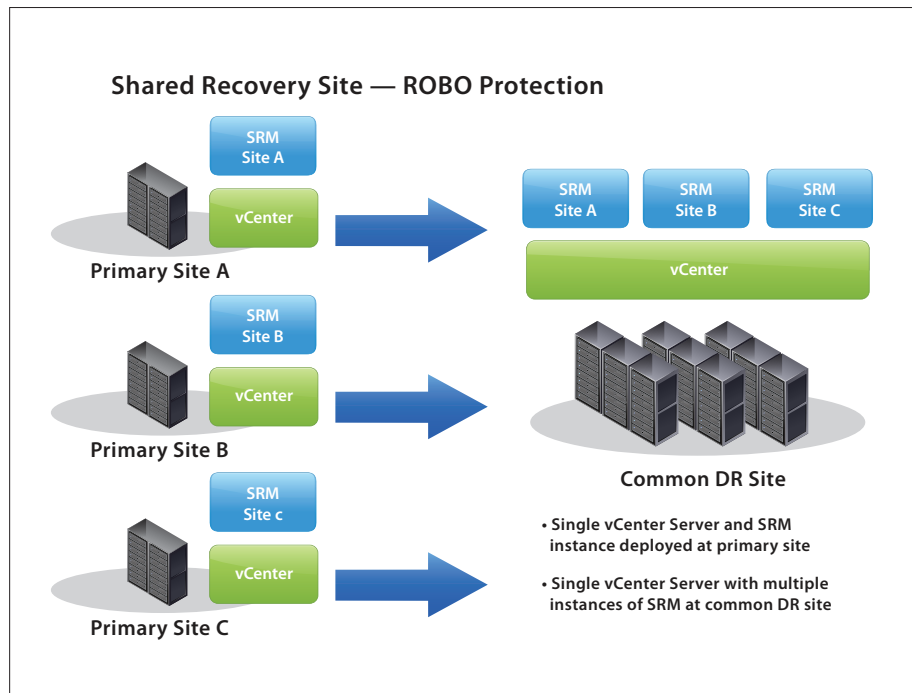 Shared Recovery Site — ROBO Protection
SRM
Site A
vCenter
Primary Site A
SRM
Site B
vCenter
Primary Site B
SRM
Site c
vCenter
Primary Site C
SRM
Site A
SRM
Site B
SRM
Site C
vCenter
Common DR Site
• Single vCenter Server and SRM
instance deployed at primary site
• Single vCenter Server with multiple
instances of SRM at common DR site